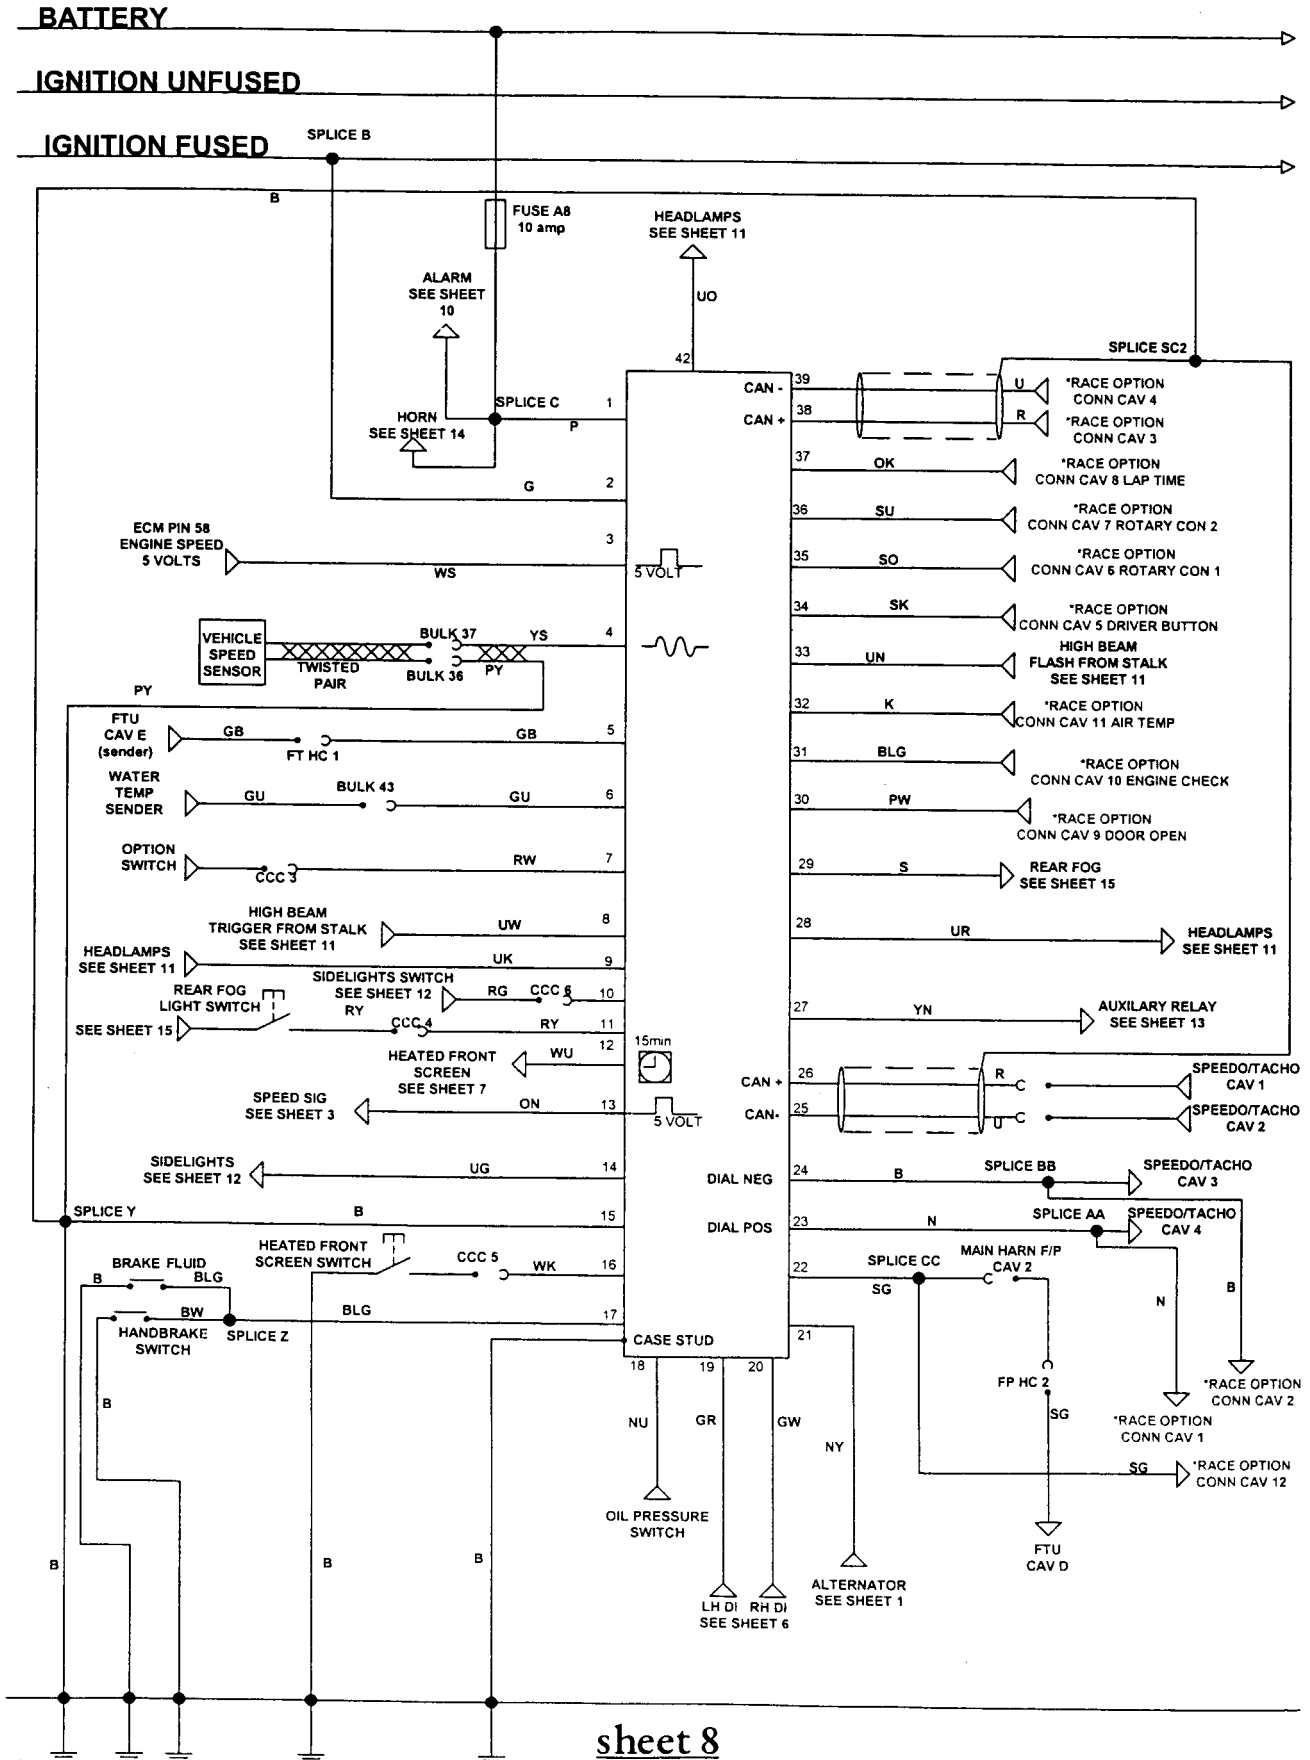 BATTERY
IGNITION UNFUSED
IGNITION FUSED
SPLICE B
B
FUSE A8
10 amp
HEADLAMPS
SEE SHEET 11
UO
42
ALARM
SEE SHEET
10
SPLICE C
HORN
SEE SHEET 14
1
P
G
2
ECM PIN 58
ENGINE SPEED
5 VOLTS
WS
3
5 VOLT
VEHICLE
SPEED
SENSOR
TWISTED
PAIR
BULK 37
BULK 36
YS
PY
4
PY
FTU
CAV E
(sender)
GB
FT HC 1
GB
5
WATER
TEMP
SENDER
GU
BULK 43
GU
6
OPTION
SWITCH
CCC 3
RW
7
HIGH BEAM
TRIGGER FROM STALK
SEE SHEET 11
UW
8
HEADLAMPS
SEE SHEET 11
UK
9
SIDELIGHTS SWITCH
SEE SHEET 12
RG
CCC 6
10
REAR FOG
LIGHT SWITCH
SEE SHEET 15
RY
CCC 4
RY
11
12
15min
HEATED FRONT
SCREEN
SEE SHEET 7
WU
SPEED SIG
SEE SHEET 3
ON
13
5 VOLT
SIDELIGHTS
SEE SHEET 12
UG
14
SPLICE Y
B
15
HEATED FRONT
SCREEN SWITCH
CCC 5
WK
16
BRAKE FLUID
B
BLG
BW
HANDBRAKE
SWITCH
SPLICE Z
BLG
17
CASE STUD
B
B
B
B
18
19
20
21
NU
GR
GW
NY
OIL PRESSURE
SWITCH
LH DI
RH DI
SEE SHEET 6
ALTERNATOR
SEE SHEET 1
SPLICE SC2
CAN -
39
U
*RACE OPTION
CONN CAV 4
CAN +
38
R
*RACE OPTION
CONN CAV 3
37
OK
*RACE OPTION
CONN CAV 8 LAP TIME
36
SU
*RACE OPTION
CONN CAV 7 ROTARY CON 2
35
SO
*RACE OPTION
CONN CAV 6 ROTARY CON 1
34
SK
*RACE OPTION
CONN CAV 5 DRIVER BUTTON
33
UN
HIGH BEAM
FLASH FROM STALK
SEE SHEET 11
32
K
*RACE OPTION
CONN CAV 11 AIR TEMP
31
BLG
*RACE OPTION
CONN CAV 10 ENGINE CHECK
30
PW
*RACE OPTION
CONN CAV 9 DOOR OPEN
29
S
REAR FOG
SEE SHEET 15
28
UR
HEADLAMPS
SEE SHEET 11
27
YN
AUXILARY RELAY
SEE SHEET 13
CAN +
26
R
SPEEDO/TACHO
CAV 1
CAN-
25
U
SPEEDO/TACHO
CAV 2
DIAL NEG
24
B
SPLICE BB
SPEEDO/TACHO
CAV 3
DIAL POS
23
N
SPLICE AA
SPEEDO/TACHO
CAV 4
22
SPLICE CC
SG
MAIN HARN F/P
CAV 2
N
B
FP HC 2
SG
*RACE OPTION
CONN CAV 2
*RACE OPTION
CONN CAV 1
SG
*RACE OPTION
CONN CAV 12
FTU
CAV D
sheet 8